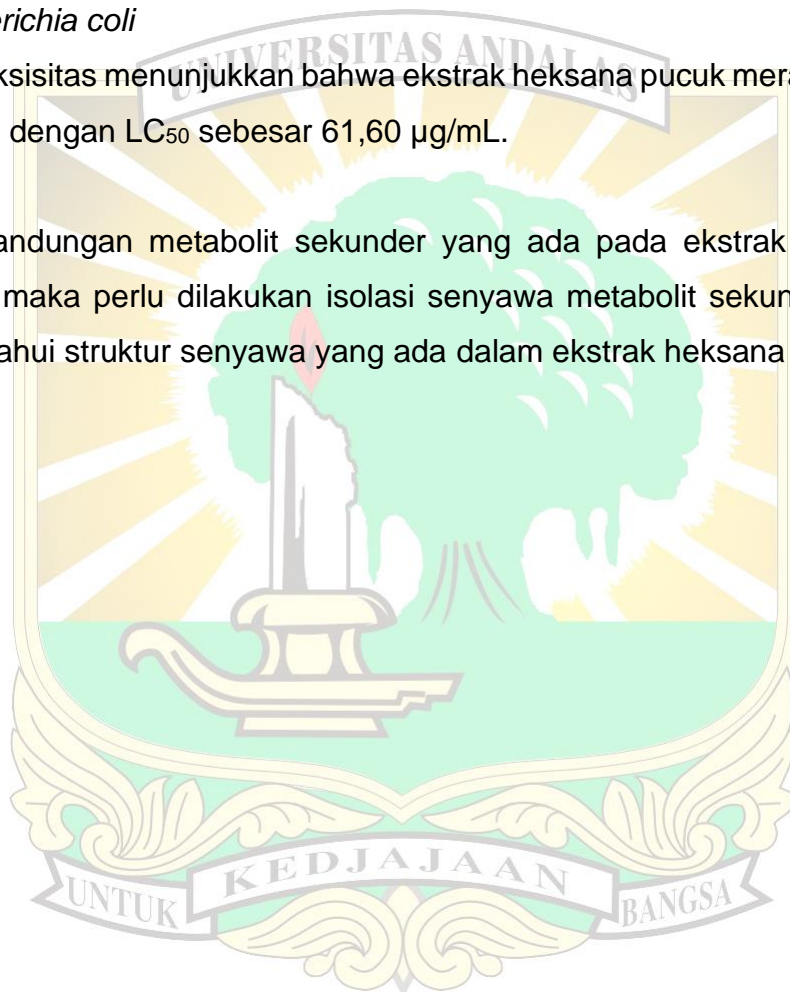 erichia coli
UNIVERSITAS ANDALAS
ksisitas menunjukkan bahwa ekstrak heksana pucuk mera
dengan LC₅₀ sebesar 61,60 µg/mL.
andungan metabolit sekunder yang ada pada ekstrak
maka perlu dilakukan isolasi senyawa metabolit sekun
ahui struktur senyawa yang ada dalam ekstrak heksana
UNTUK KEDJAJAAN BANGSA